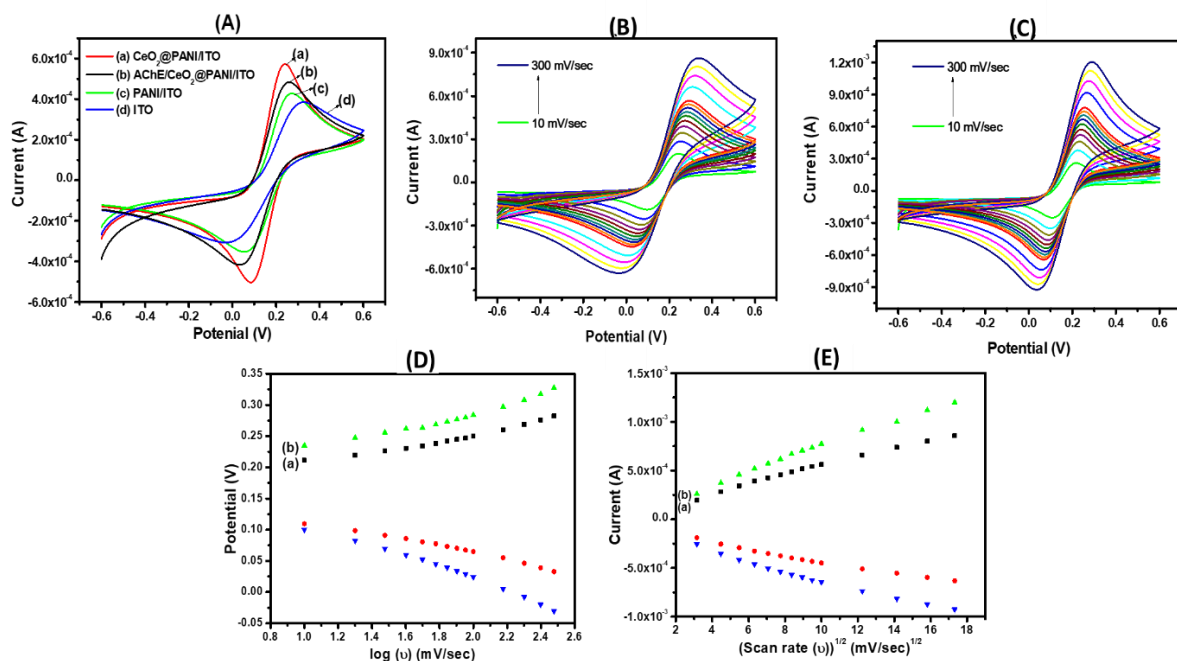 (A)
(B)
(C)
6.0x10⁻⁴
4.0x10⁻⁴
2.0x10⁻⁴
0.0
-2.0x10⁻⁴
-4.0x10⁻⁴
-6.0x10⁻⁴
Current (A)
(a) CeO₂@PANI/ITO
(b) AChE/CeO₂@PANI/ITO
(c) PANI/ITO
(d) ITO
(a)
(b)
(c)
(d)
-0.6 -0.4 -0.2 0.0 0.2 0.4 0.6
Potenial (V)
9.0x10⁻⁴
6.0x10⁻⁴
3.0x10⁻⁴
0.0
-3.0x10⁻⁴
-6.0x10⁻⁴
Current (A)
300 mV/sec
10 mV/sec
-0.6 -0.4 -0.2 0.0 0.2 0.4 0.6
Potential (V)
1.2x10⁻³
9.0x10⁻⁴
6.0x10⁻⁴
3.0x10⁻⁴
0.0
-3.0x10⁻⁴
-6.0x10⁻⁴
-9.0x10⁻⁴
Current (A)
300 mV/sec
10 mV/sec
-0.6 -0.4 -0.2 0.0 0.2 0.4 0.6
Potential (V)
(D)
(E)
0.35
0.30
0.25
0.20
0.15
0.10
0.05
0.00
-0.05
Potential (V)
(b)
(a)
0.8 1.0 1.2 1.4 1.6 1.8 2.0 2.2 2.4 2.6
log (υ) (mV/sec)
1.5x10⁻³
1.0x10⁻³
5.0x10⁻⁴
0.0
-5.0x10⁻⁴
-1.0x10⁻³
Current (A)
(b)
(a)
2 4 6 8 10 12 14 16 18
(Scan rate (υ))¹ᐟ² (mV/sec)¹ᐟ²